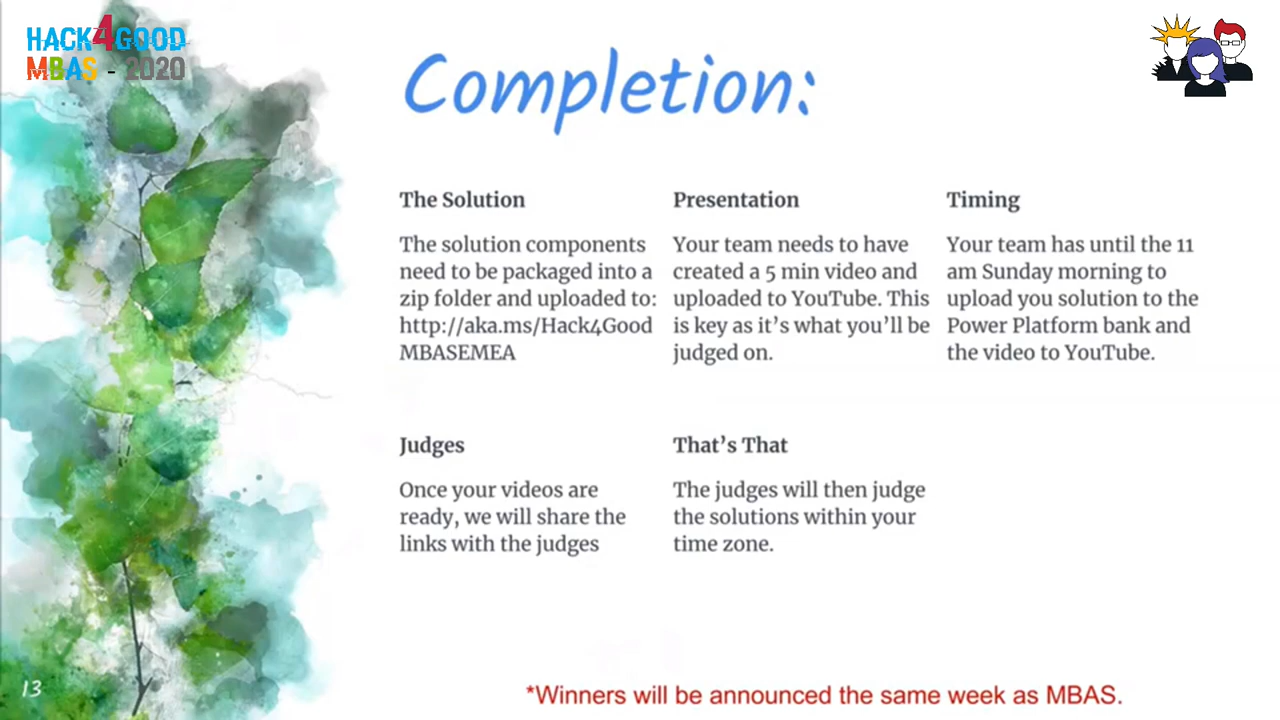 HACK4GOOD
MBAS - 2020
Completion:
The Solution
The solution components
need to be packaged into a
zip folder and uploaded to:
http://aka.ms/Hack4Good
MBASEMEA
Presentation
Your team needs to have
created a 5 min video and
uploaded to YouTube. This
is key as it’s what you’ll be
judged on.
Timing
Your team has until the 11
am Sunday morning to
upload you solution to the
Power Platform bank and
the video to YouTube.
Judges
Once your videos are
ready, we will share the
links with the judges
That’s That
The judges will then judge
the solutions within your
time zone.
13
*Winners will be announced the same week as MBAS.